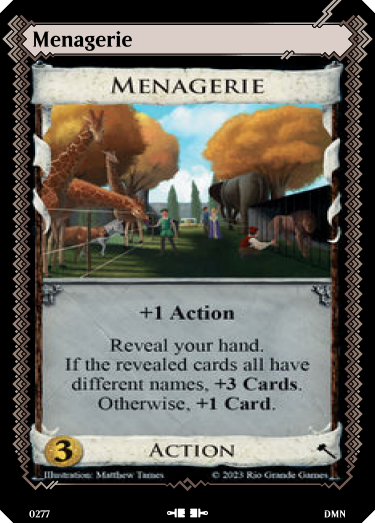 Menagerie
MENAGERIE
+1 Action
Reveal your hand.
If the revealed cards all have
different names, +3 Cards.
Otherwise, +1 Card.
3
ACTION
Illustration: Matthew Tames © 2023 Rio Grande Games
0277 DMN